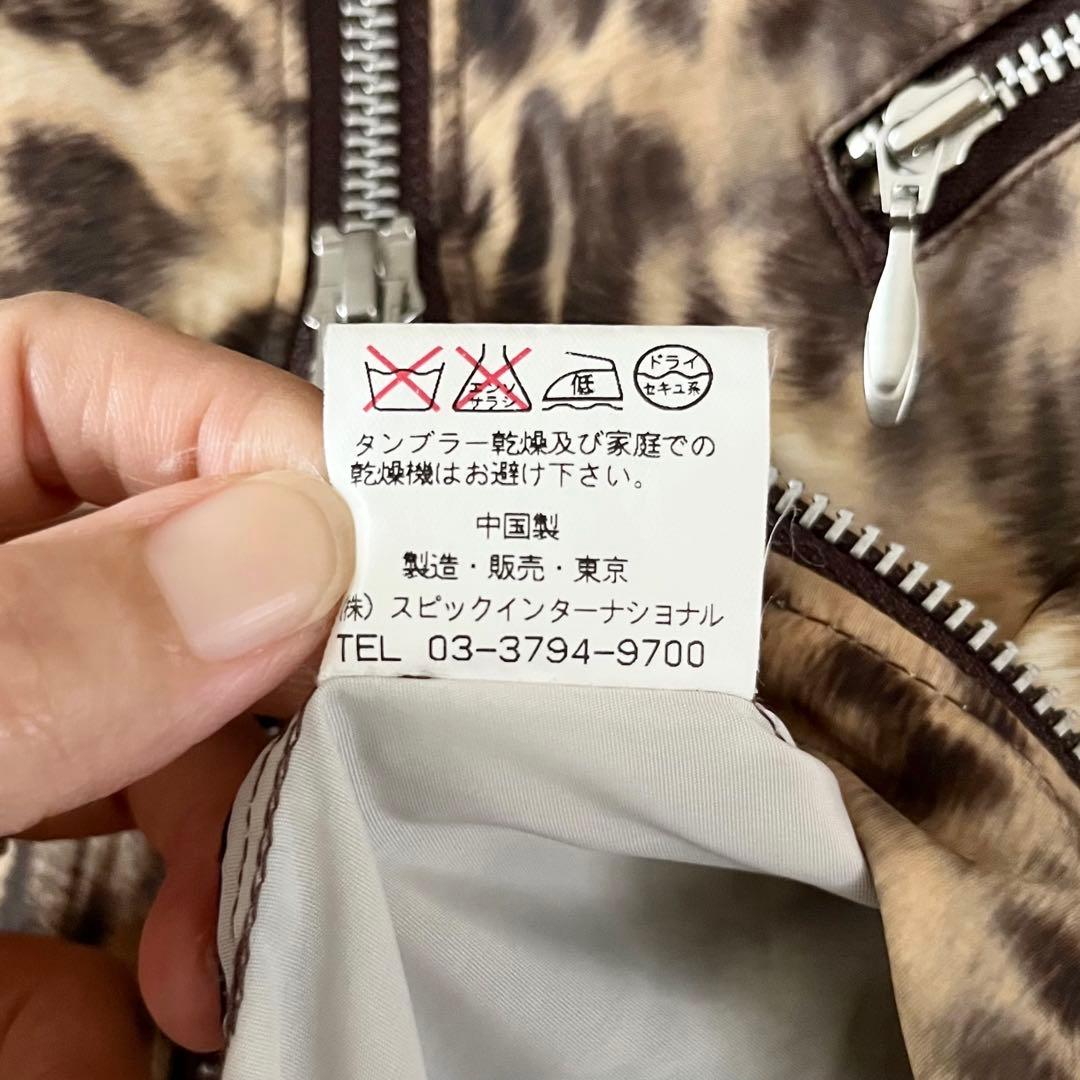 エンソ
サラシ
低
ドライ
セキユ系
タンブラー乾燥及び家庭での
乾燥機はお避け下さい。
中国製
製造・販売・東京
(株) スピックインターナショナル
TEL 03-3794-9700